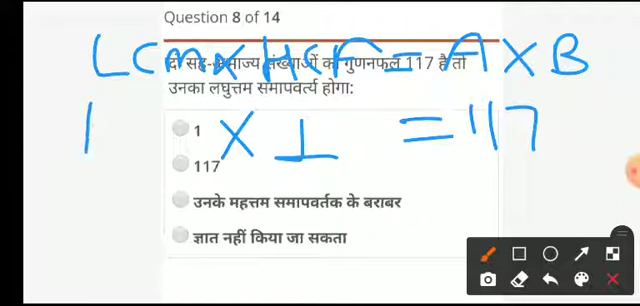 Question 8 of 14
LCM X HCF = A X B
दो सह-अभाज्य संख्याओं का गुणनफल 117 है तो
उनका लघुत्तम समापवर्त्य होगा:
1 X 1 = 117
1
117
उनके महत्तम समापवर्तक के बराबर
ज्ञात नहीं किया जा सकता